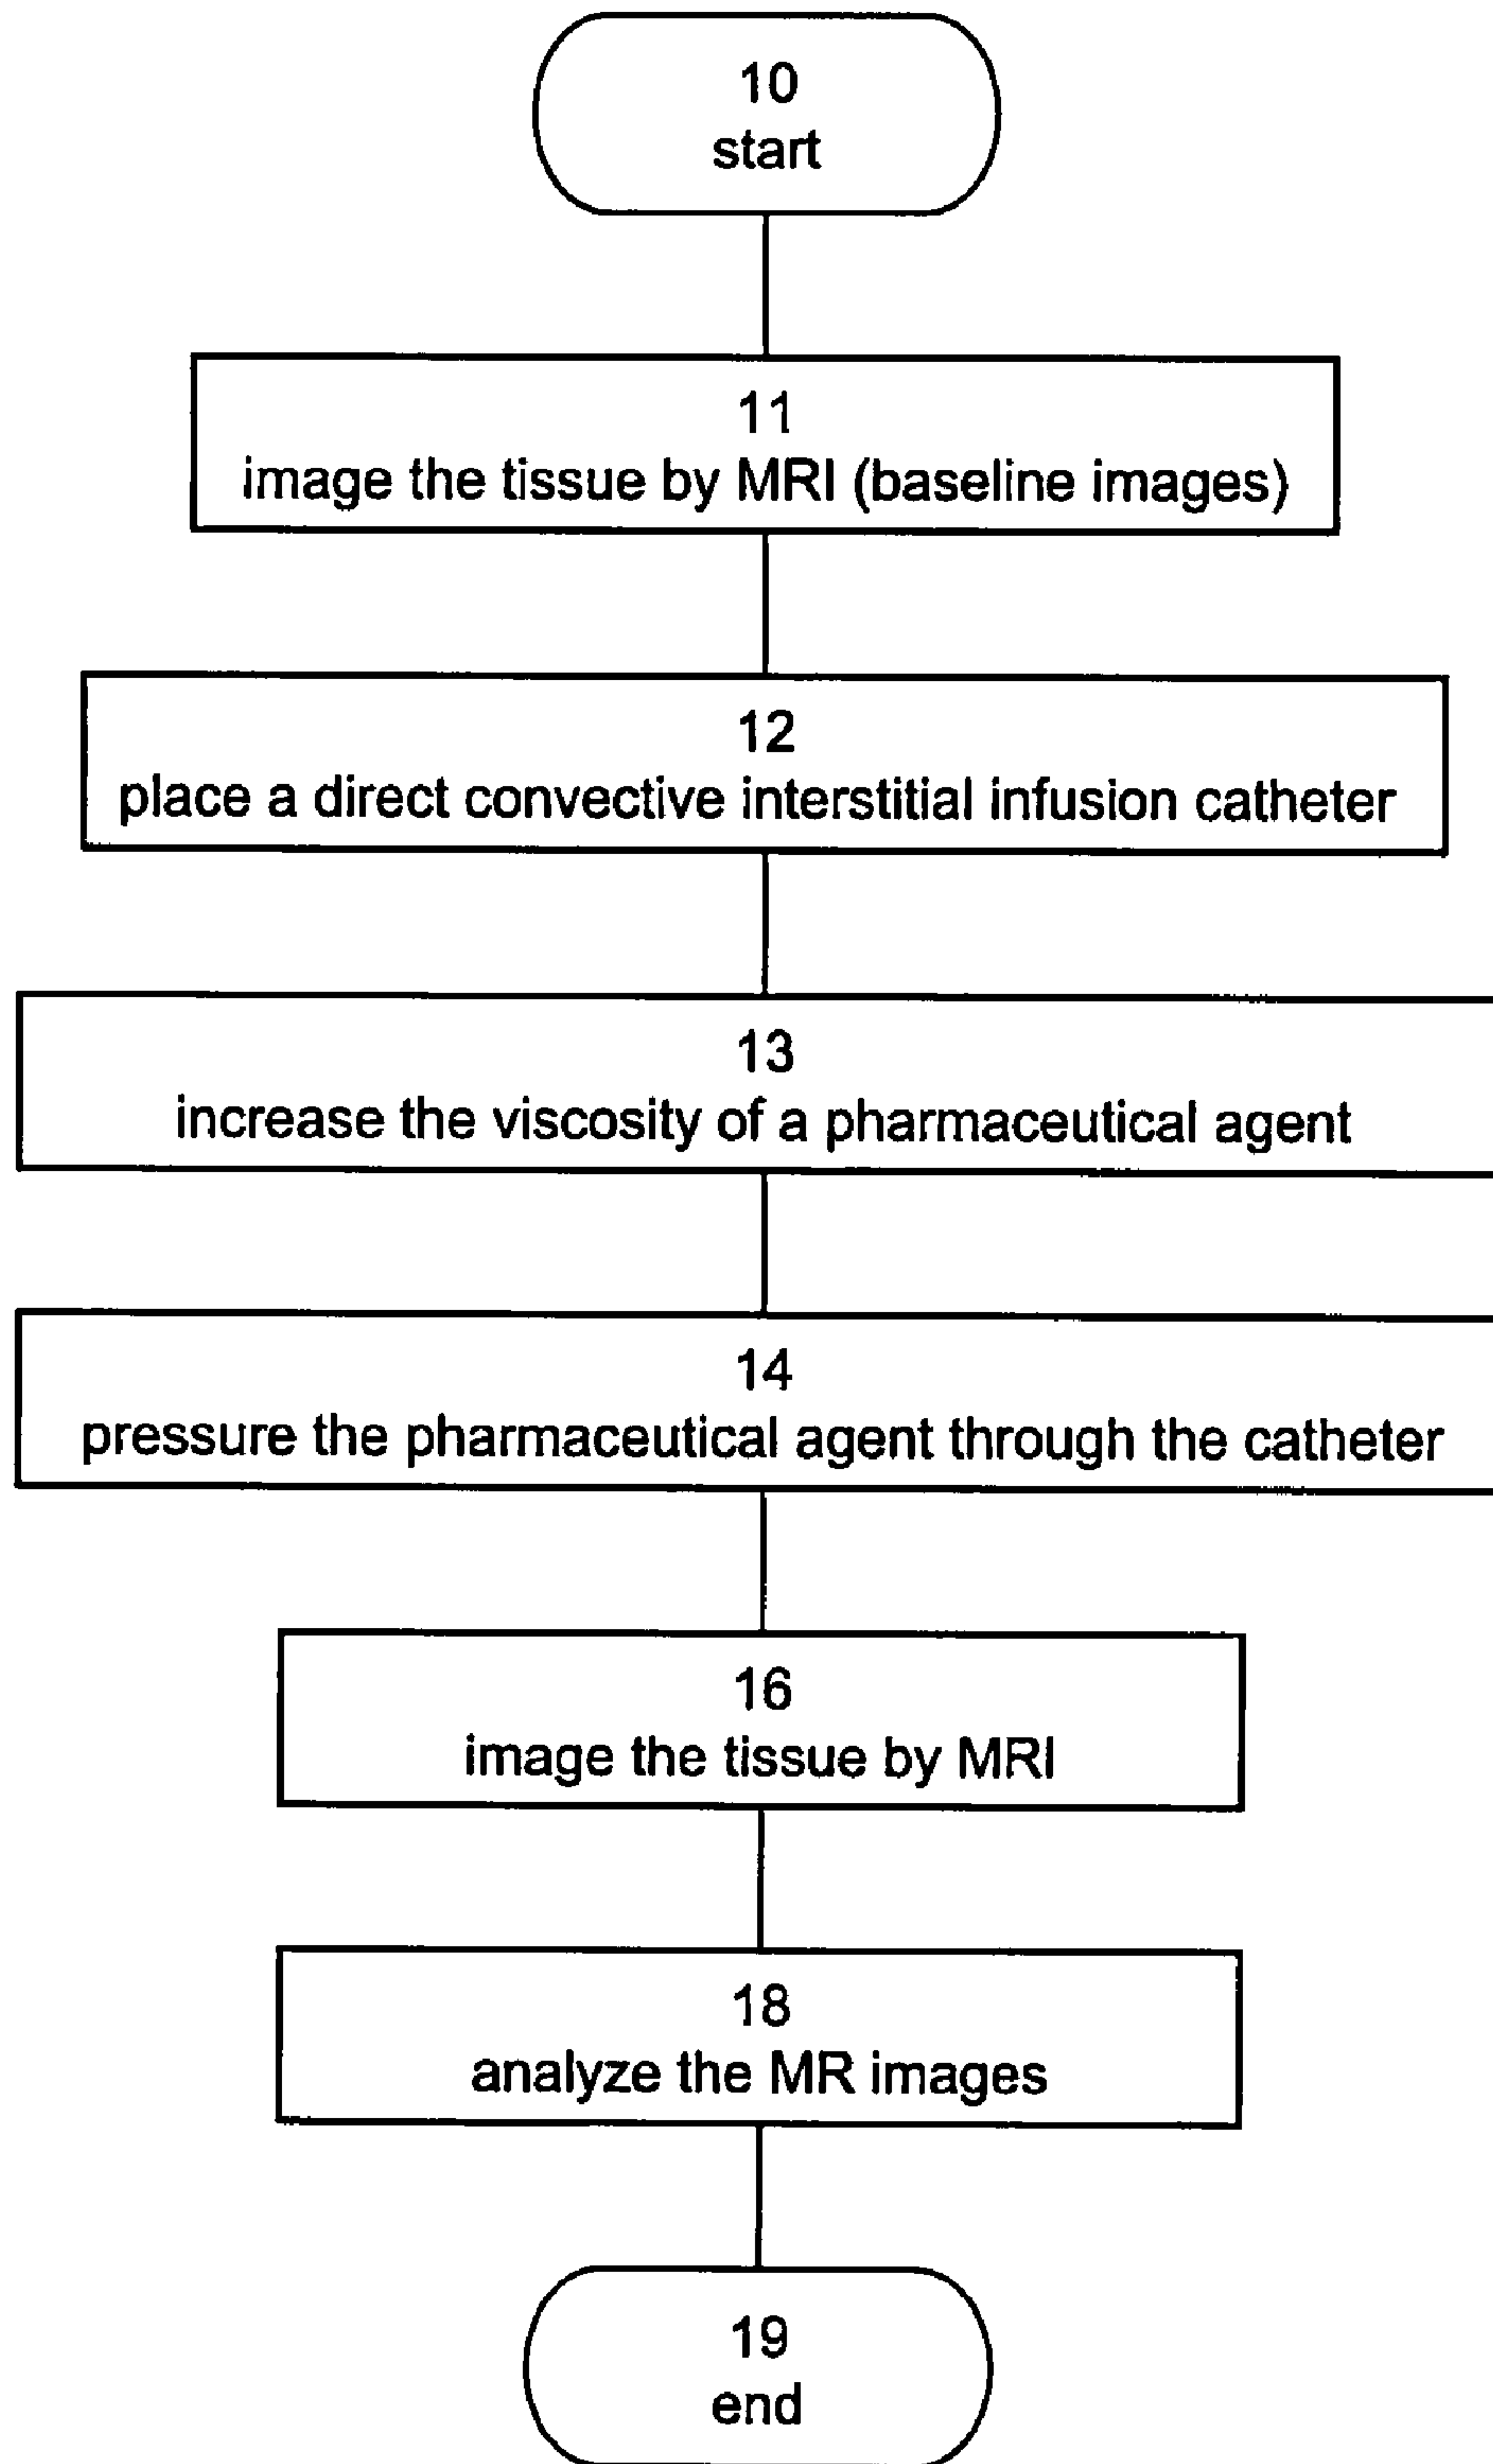 10
start
11
image the tissue by MRI (baseline images)
12
place a direct convective interstitial infusion catheter
13
increase the viscosity of a pharmaceutical agent
14
pressure the pharmaceutical agent through the catheter
16
image the tissue by MRI
18
analyze the MR images
19
end